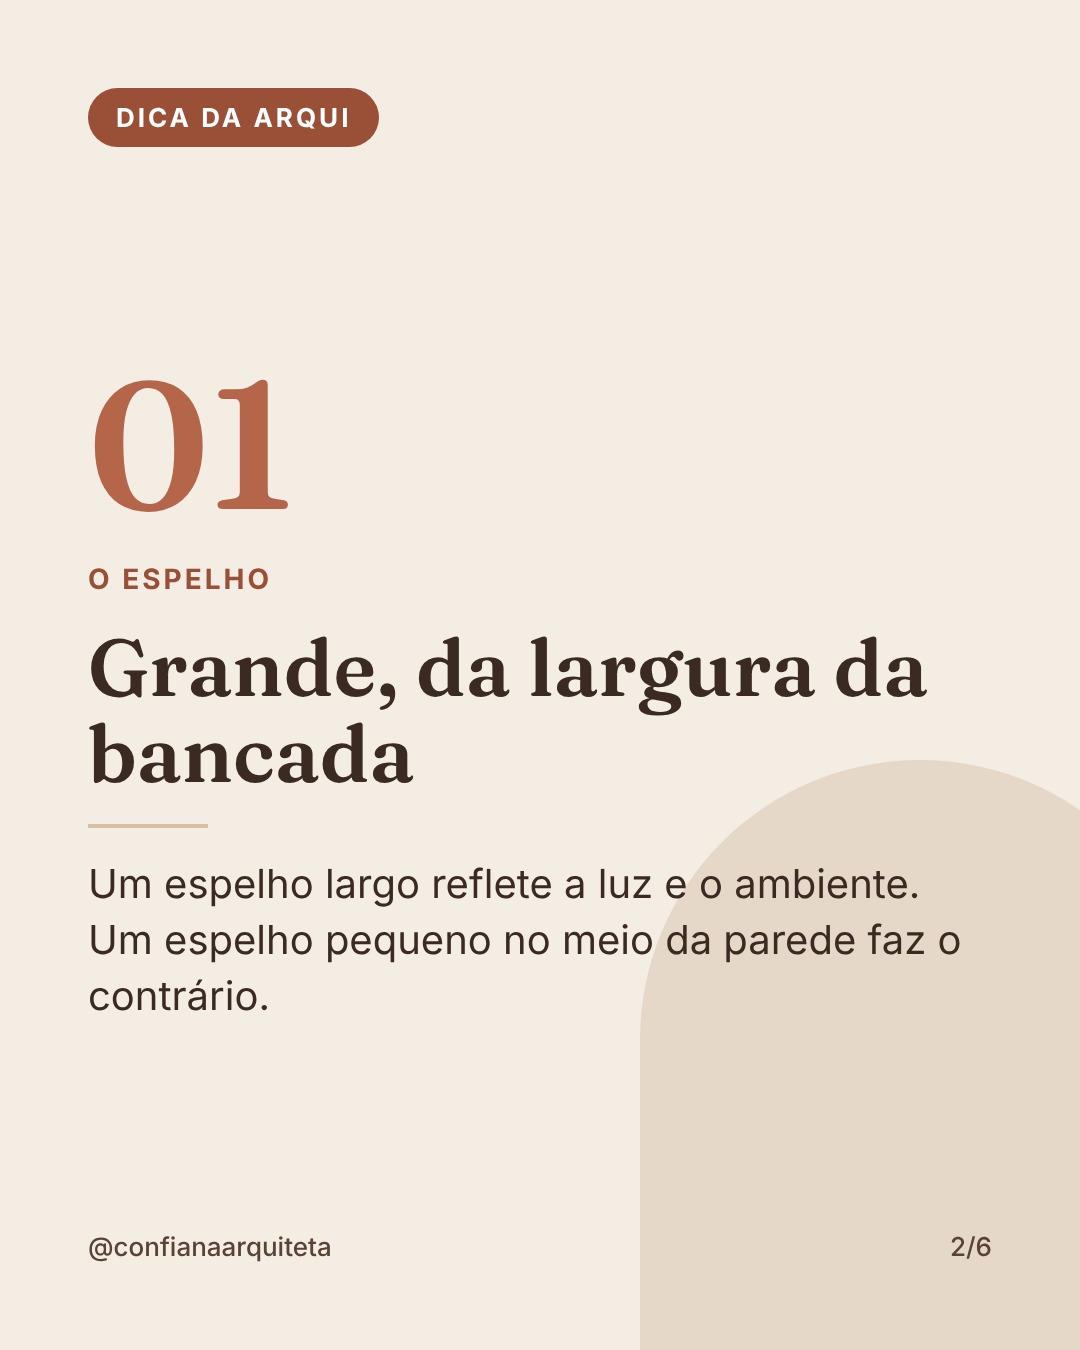 DICA DA ARQUI
01
O ESPELHO
Grande, da largura da
bancada
Um espelho largo reflete a luz e o ambiente.
Um espelho pequeno no meio da parede faz o
contrário.
@confianaarquiteta
2/6